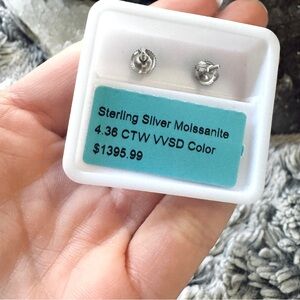 Sterling Silver Moissanite
4.36 CTW VVSD Color
$1395.99